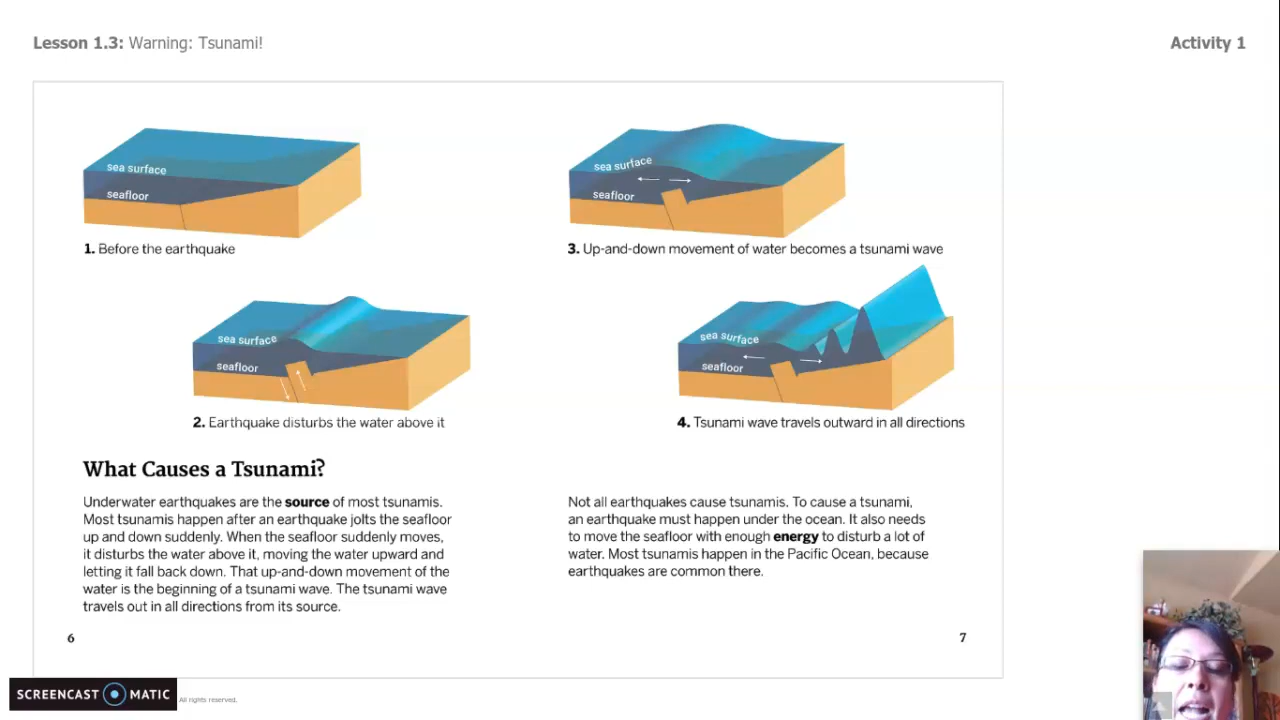 Lesson 1.3: Warning: Tsunami!
Activity 1
sea surface
seafloor
1. Before the earthquake
sea surface
seafloor
2. Earthquake disturbs the water above it
sea surface
seafloor
3. Up-and-down movement of water becomes a tsunami wave
sea surface
seafloor
4. Tsunami wave travels outward in all directions
What Causes a Tsunami?
Underwater earthquakes are the source of most tsunamis.
Most tsunamis happen after an earthquake jolts the seafloor
up and down suddenly. When the seafloor suddenly moves,
it disturbs the water above it, moving the water upward and
letting it fall back down. That up-and-down movement of the
water is the beginning of a tsunami wave. The tsunami wave
travels out in all directions from its source.
6
Not all earthquakes cause tsunamis. To cause a tsunami,
an earthquake must happen under the ocean. It also needs
to move the seafloor with enough energy to disturb a lot of
water. Most tsunamis happen in the Pacific Ocean, because
earthquakes are common there.
7
SCREENCAST MATIC
All rights reserved.